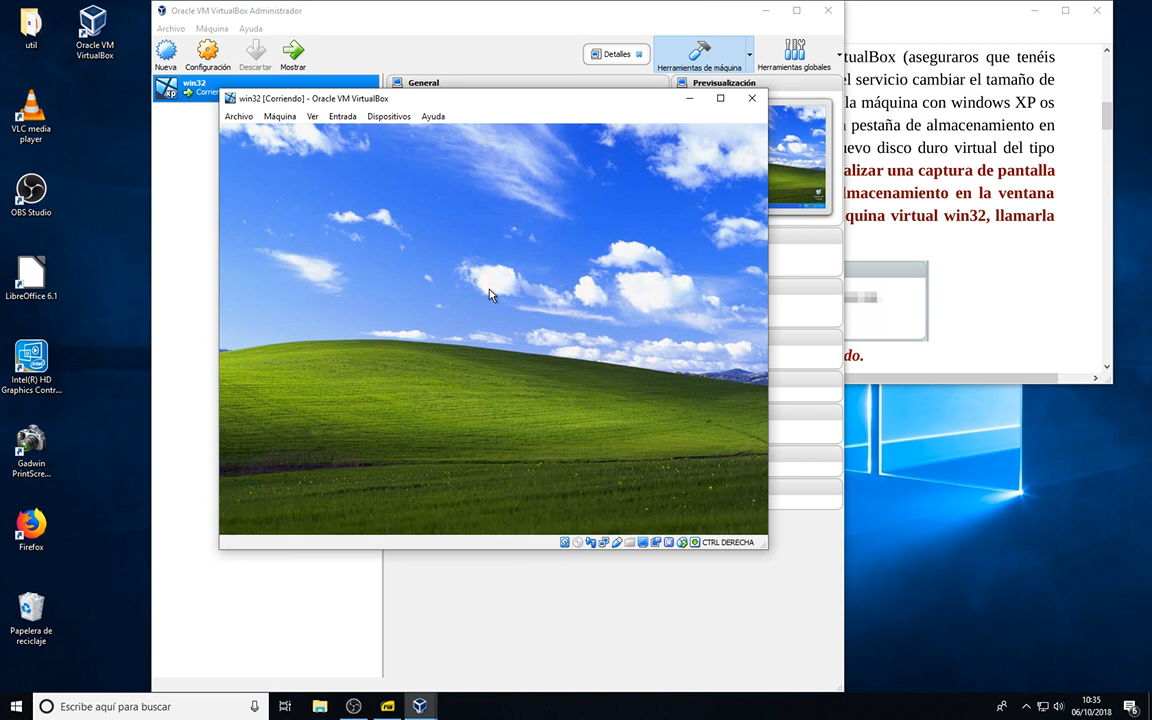 util
Oracle VM
VirtualBox
VLC media
player
OBS Studio
LibreOffice 6.1
Intel(R) HD
Graphics Contr...
Gadwin
PrintScre...
Firefox
Papelera de
reciclaje
Oracle VM VirtualBox Administrador
Archivo Máquina Ayuda
Nueva Configuración Descartar Mostrar
Detalles
Herramientas de máquina
Herramientas globales
win32
Corrien
General
Previsualización
win32 [Corriendo] - Oracle VM VirtualBox
Archivo Máquina Ver Entrada Dispositivos Ayuda
CTRL DERECHA
tualBox (aseguraros que tenéis
el servicio cambiar el tamaño de
la máquina con windows XP os
pestaña de almacenamiento en
uevo disco duro virtual del tipo
alizar una captura de pantalla
lmacenamiento en la ventana
quina virtual win32, llamarla
do.
Escribe aquí para buscar
10:35
06/10/2018
6